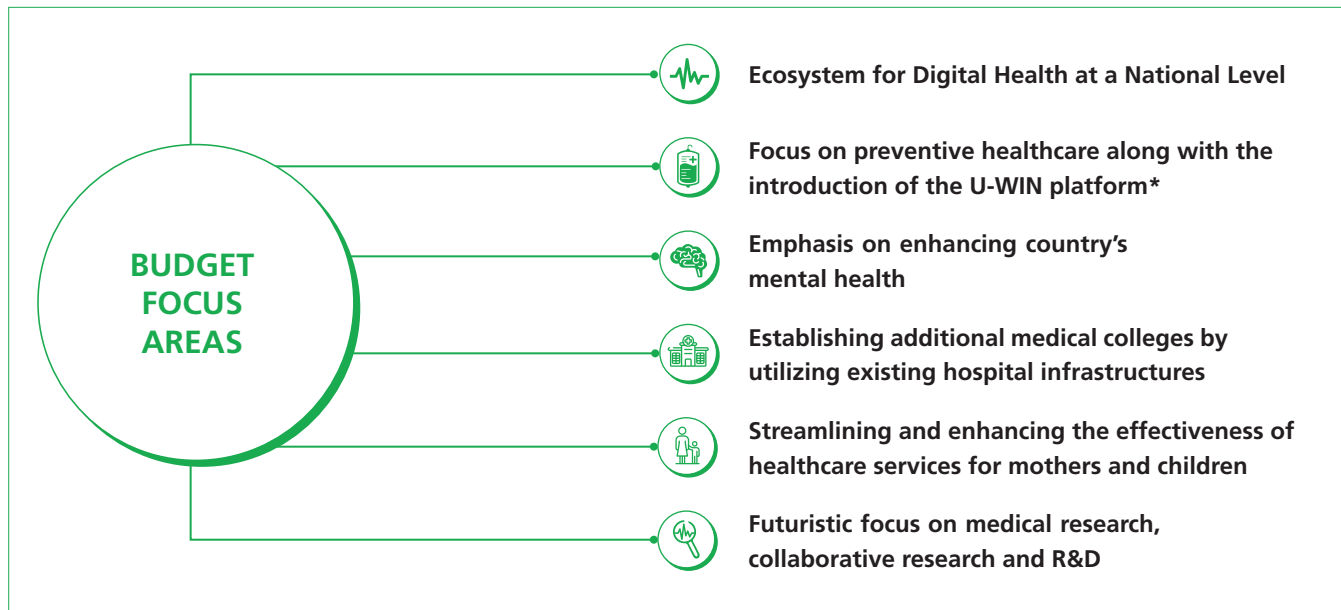 BUDGET
FOCUS
AREAS
Ecosystem for Digital Health at a National Level
Focus on preventive healthcare along with the
introduction of the U-WIN platform*
Emphasis on enhancing country's
mental health
Establishing additional medical colleges by
utilizing existing hospital infrastructures
Streamlining and enhancing the effectiveness of
healthcare services for mothers and children
Futuristic focus on medical research,
collaborative research and R&D